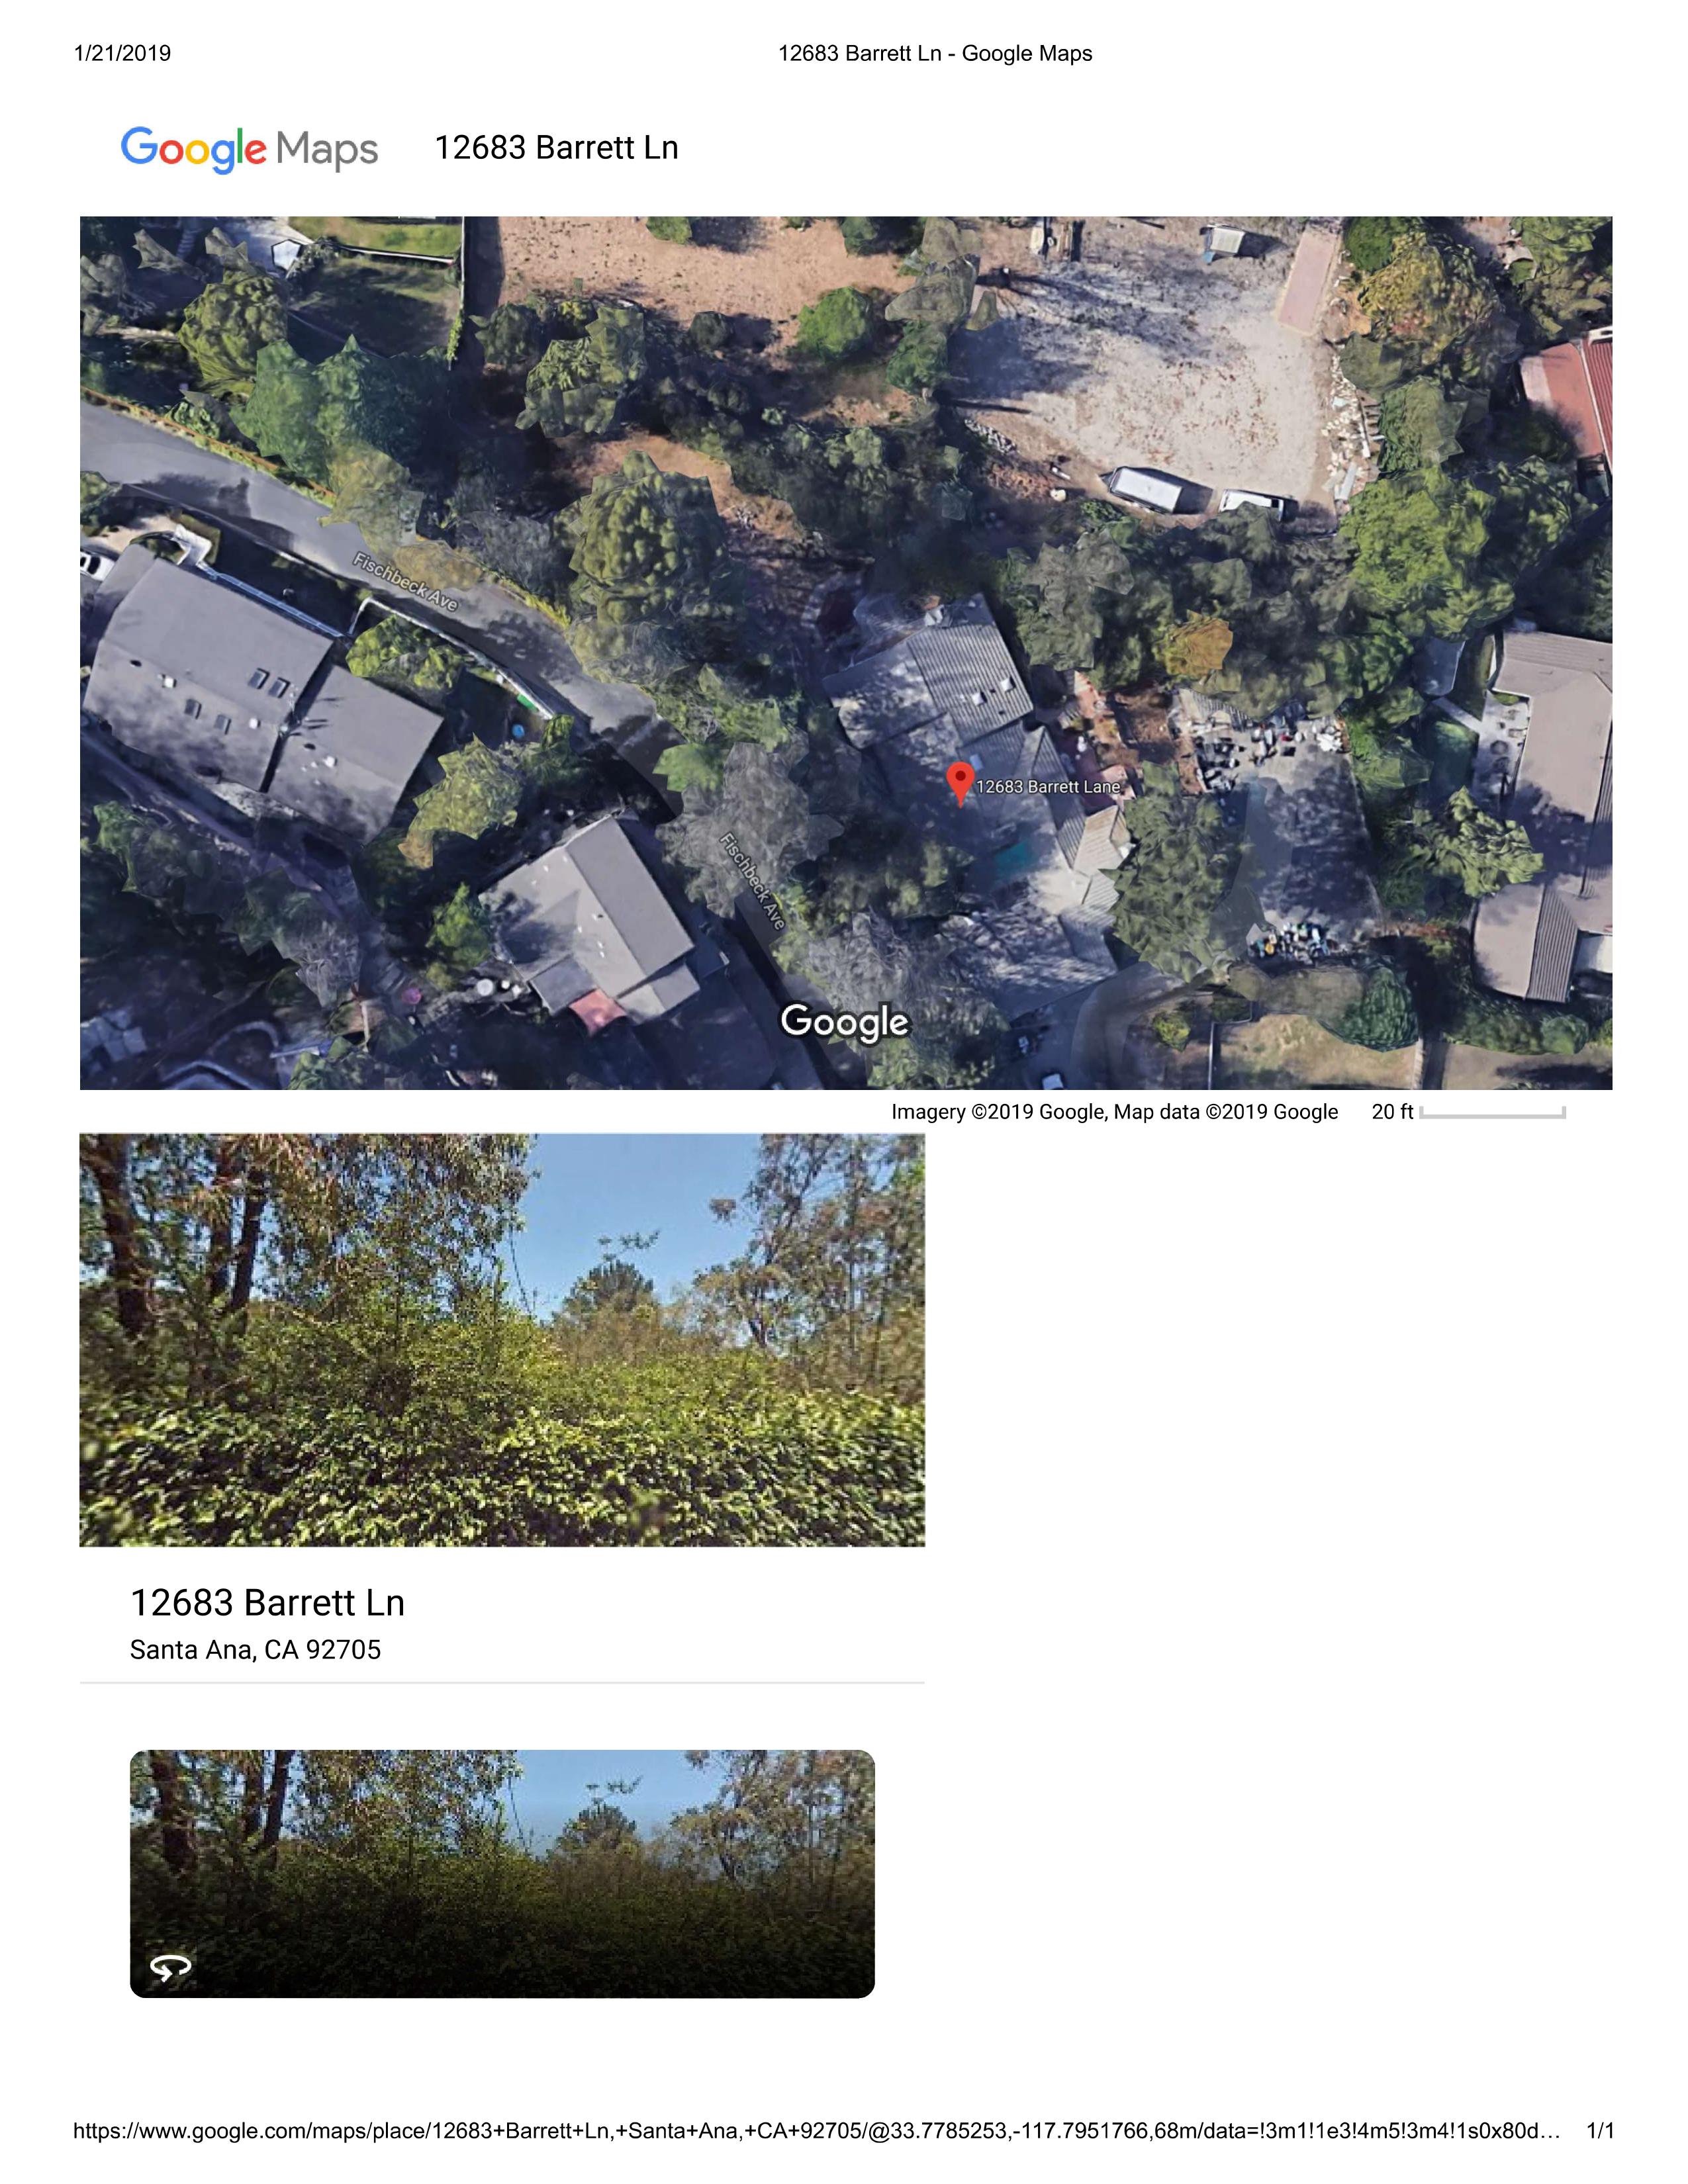 1/21/2019 12683 Barrett Ln - Google Maps
Google Maps 12683 Barrett Ln
Fischbeck Ave
12683 Barrett Lane
Fischbeck Ave
Google
Imagery ©2019 Google, Map data ©2019 Google 20 ft
12683 Barrett Ln
Santa Ana, CA 92705
https://www.google.com/maps/place/12683+Barrett+Ln,+Santa+Ana,+CA+92705/@33.7785253,-117.7951766,68m/data=!3m1!1e3!4m5!3m4!1s0x80d… 1/1